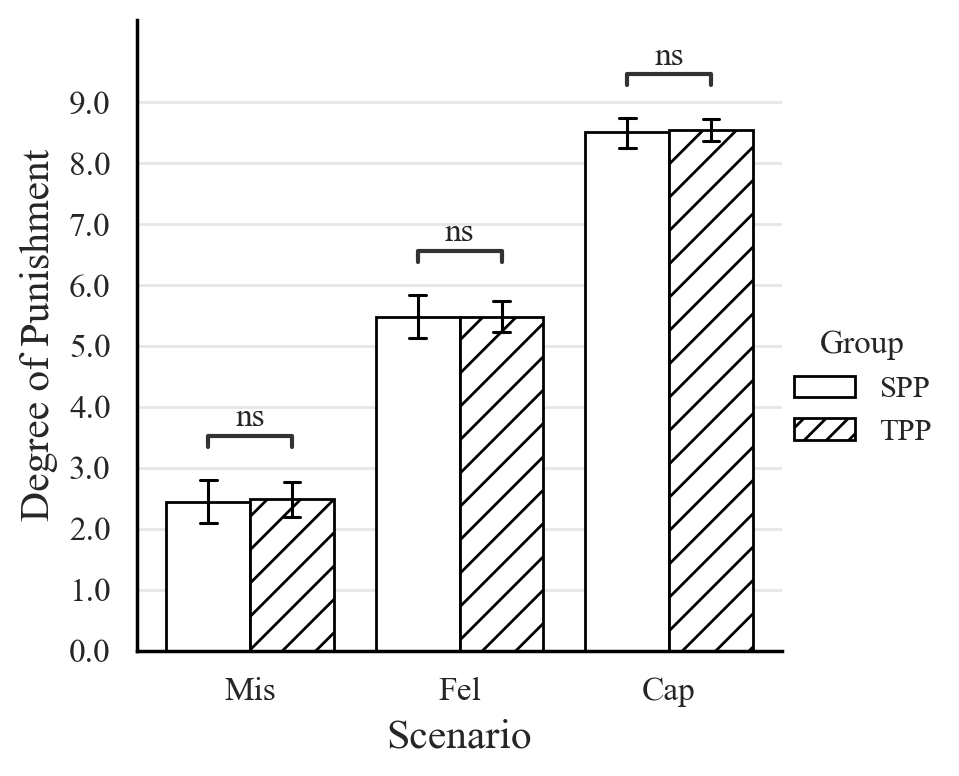 ns
9.0
8.0
7.0
ns
6.0
5.0
4.0
ns
3.0
2.0
1.0
0.0
Degree of Punishment
Mis
Fel
Cap
Scenario
Group
SPP
TPP